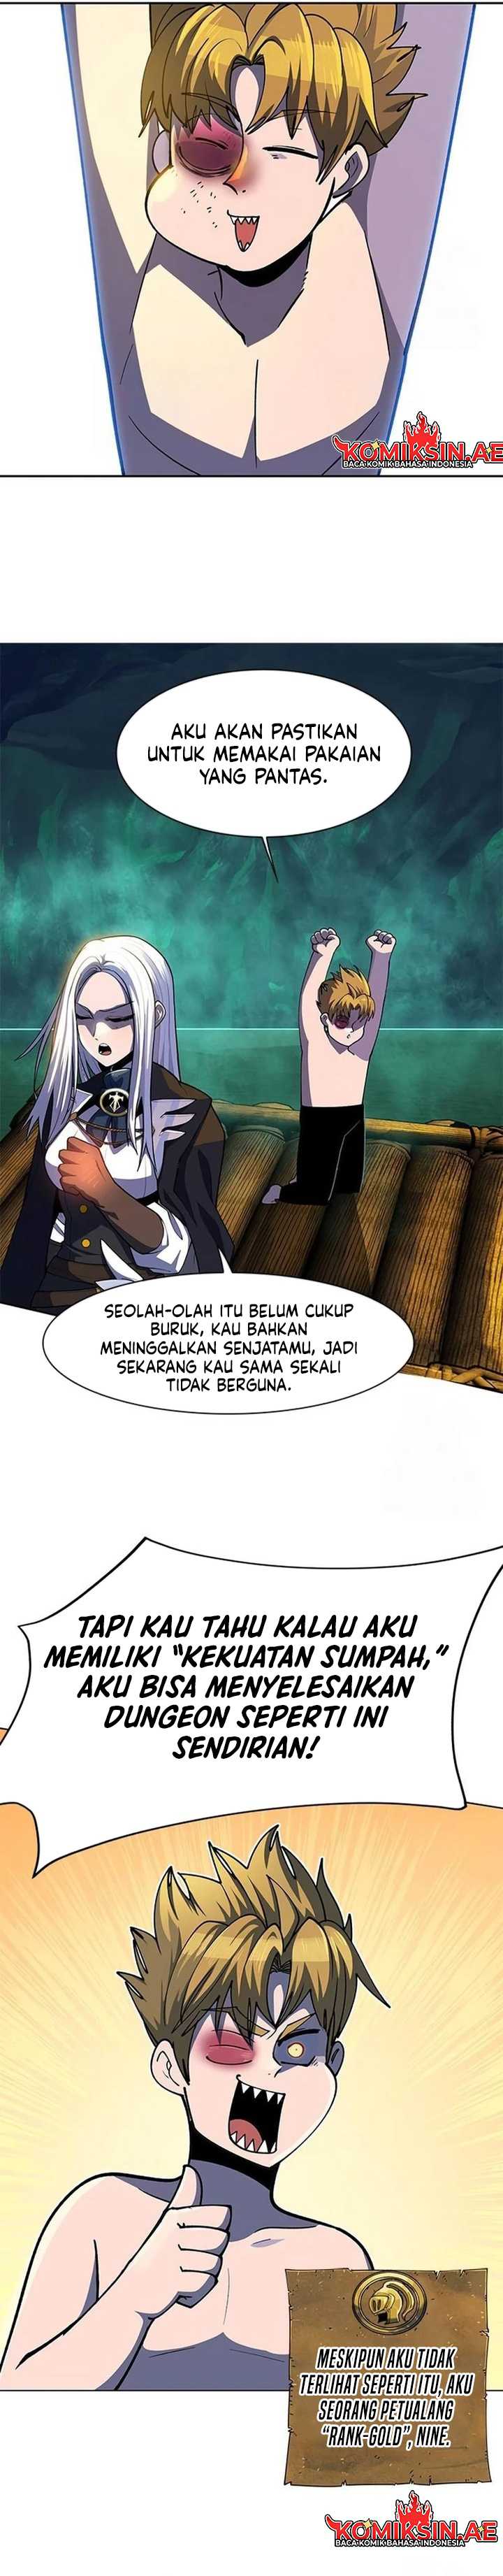 KOMIKSIN.AE
BACA KOMIK BAHASA INDONESIA
AKU AKAN PASTIKAN
UNTUK MEMAKAI PAKAIAN
YANG PANTAS.
SEOLAH-OLAH ITU BELUM CUKUP
BURUK, KAU BAHKAN
MENINGGALKAN SENJATAMU, JADI
SEKARANG KAU SAMA SEKALI
TIDAK BERGUNA.
TAPI KAU TAHU KALAU AKU
MEMILIKI “KEKUATAN SUMPAH,”
AKU BISA MENYELESAIKAN
DUNGEON SEPERTI INI
SENDIRIAN!
MESKIPUN AKU TIDAK
TERLIHAT SEPERTI ITU, AKU
SEORANG PETUALANG
“RANK-GOLD”, NINE.
KOMIKSIN.AE
BACA KOMIK BAHASA INDONESIA